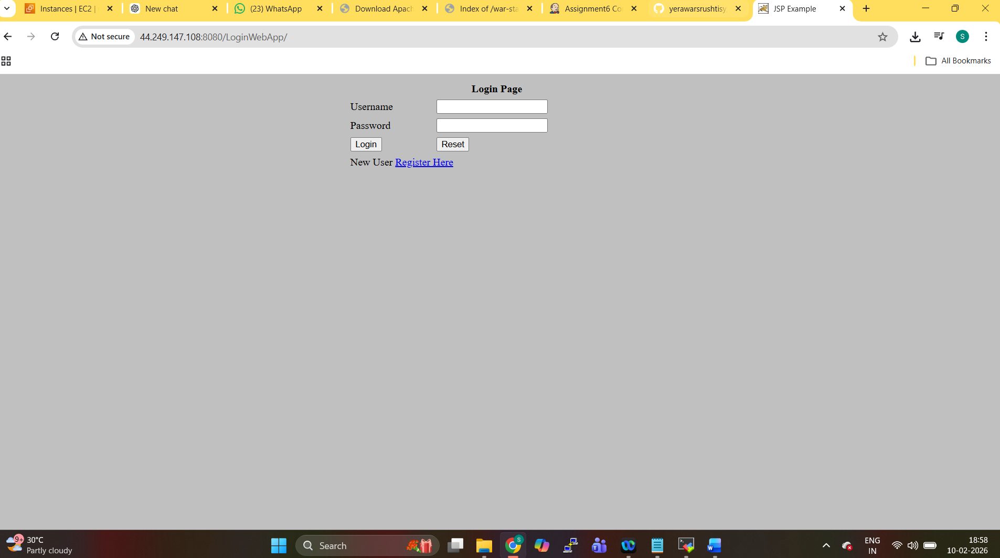 Instances | EC2 |
New chat
(23) WhatsApp
Download Apach
Index of /war-sta
Assignment6 Co
yerawarsrushtisy
JSP Example
Not secure
44.249.147.108:8080/LoginWebApp/
S
All Bookmarks
Login Page
Username
Password
Login
Reset
New User Register Here
9+
30°C
Partly cloudy
Search
S
ENG
IN
18:58
10-02-2026